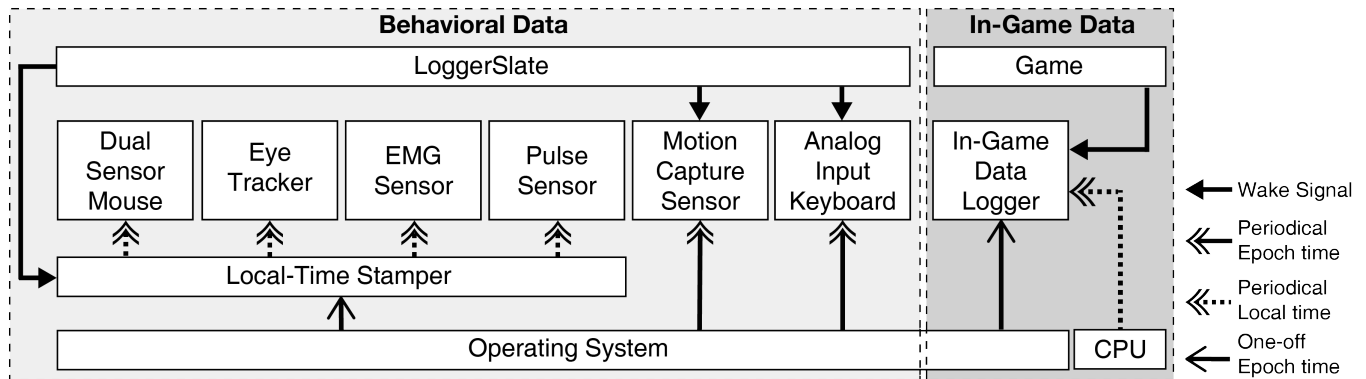 Behavioral Data
In-Game Data
LoggerSlate
Game
Dual
Sensor
Mouse
Eye
Tracker
EMG
Sensor
Pulse
Sensor
Motion
Capture
Sensor
Analog
Input
Keyboard
In-Game
Data
Logger
Local-Time Stamper
Operating System
CPU
Wake Signal
Periodical
Epoch time
Periodical
Local time
One-off
Epoch time